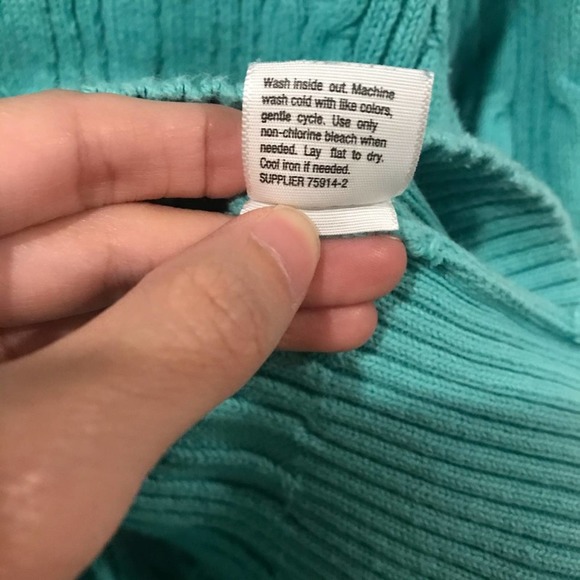 Wash inside out. Machine
wash cold with like colors,
gentle cycle. Use only
non-chlorine bleach when
needed. Lay flat to dry.
Cool iron if needed.
SUPPLIER 75914-2